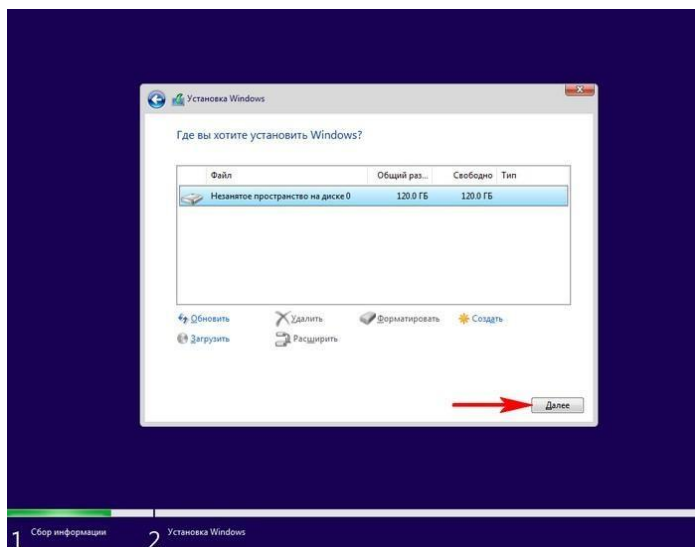 Установка Windows
Где вы хотите установить Windows?
Файл Общий раз... Свободно Тип
Незанятое пространство на диске 0 120.0 ГБ 120.0 ГБ
Обновить Удалить Форматировать Создать
Загрузить Расширить
Далее
1 Сбор информации 2 Установка Windows